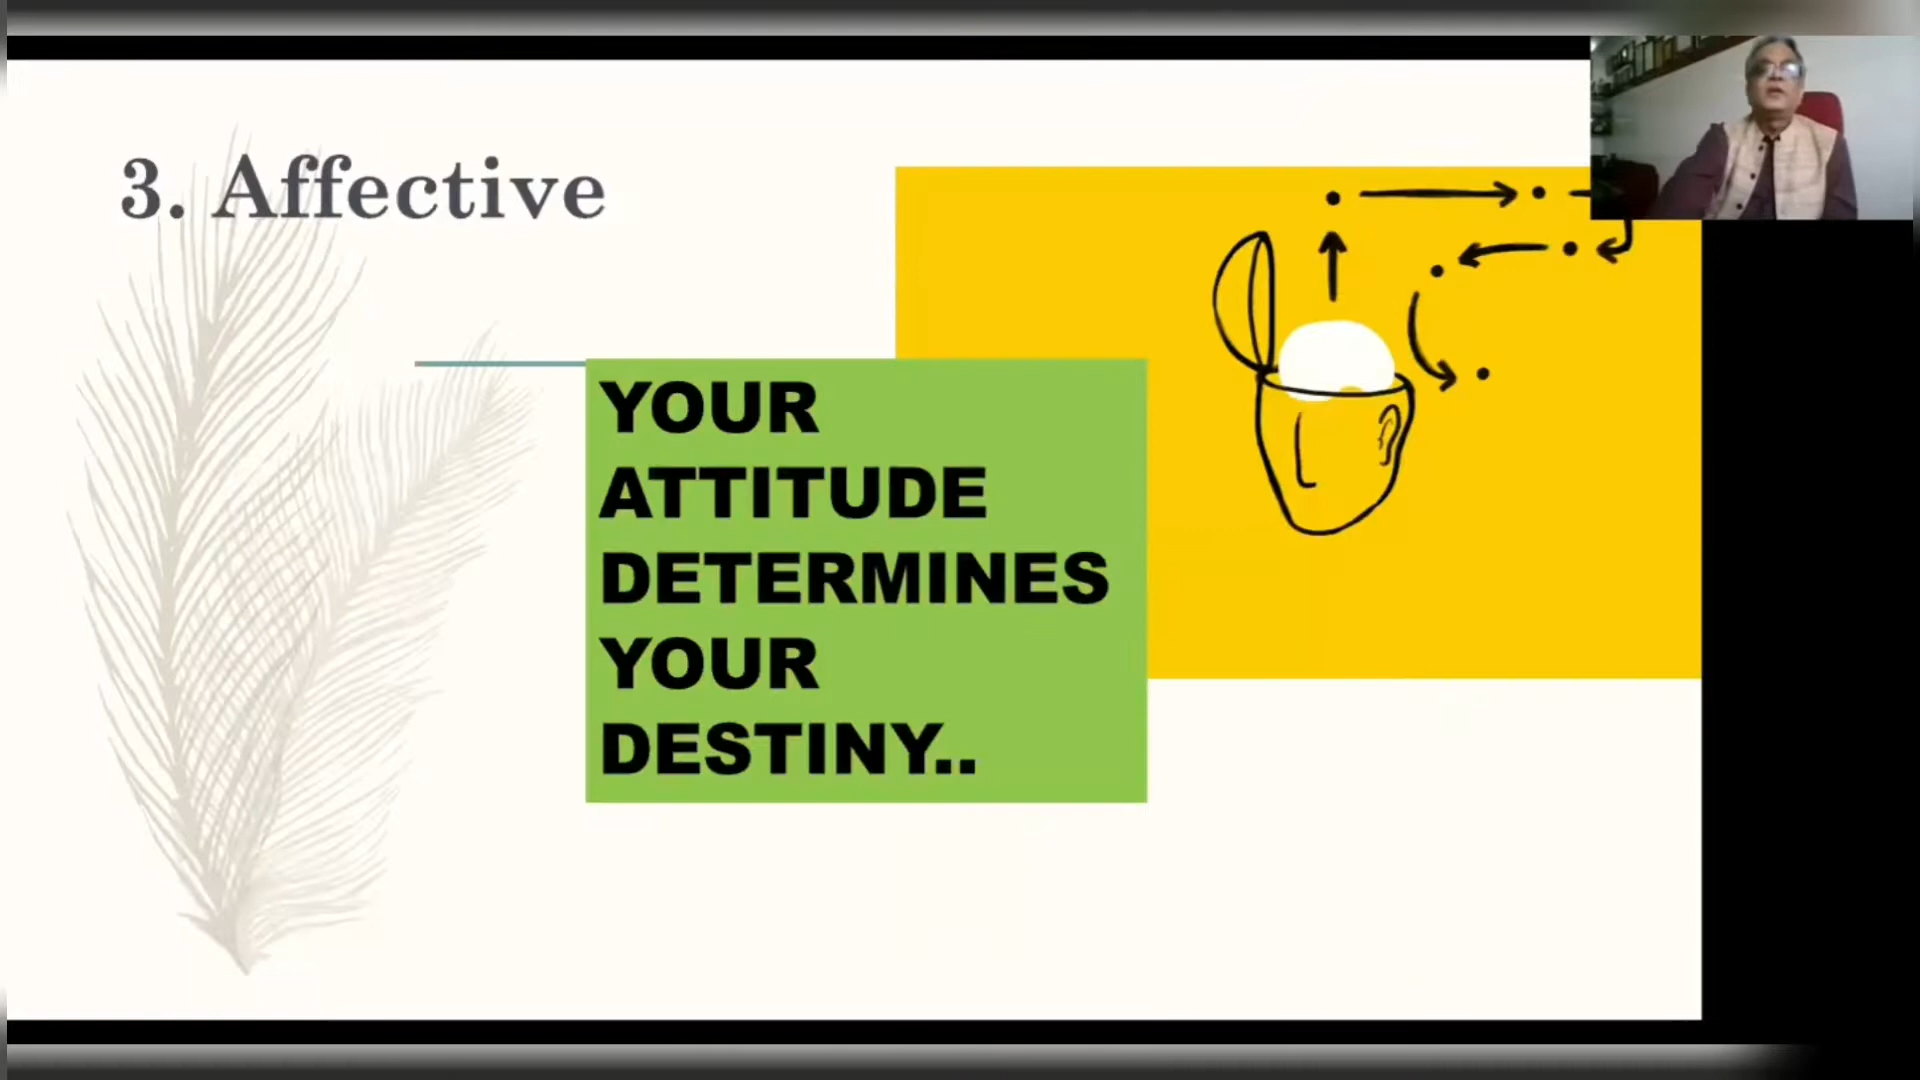 3. Affective
YOUR
ATTITUDE
DETERMINES
YOUR
DESTINY..